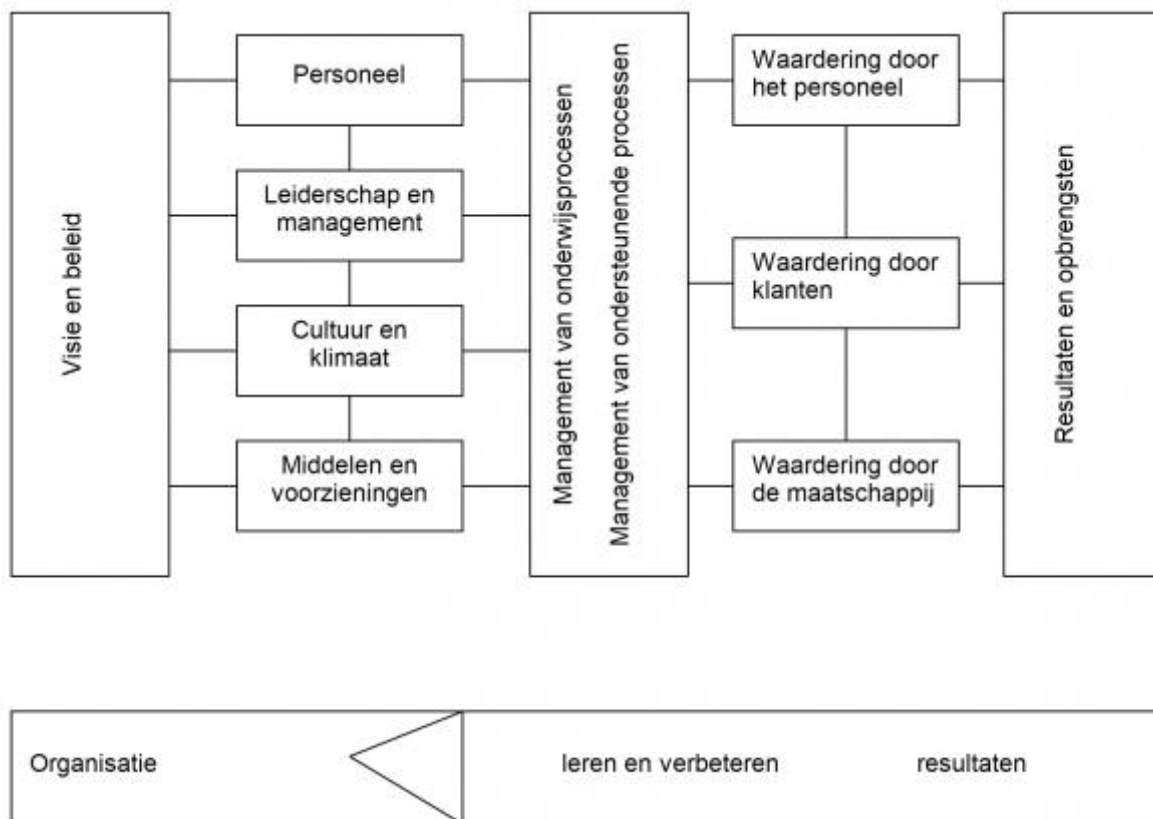 Visie en beleid
Personeel
Leiderschap en
management
Cultuur en
klimaat
Middelen en
voorzieningen
Management van onderwijsprocessen
Management van ondersteunende processen
Waardering door
het personeel
Waardering door
klanten
Waardering door
de maatschappij
Resultaten en opbrengsten
Organisatie
leren en verbeteren
resultaten